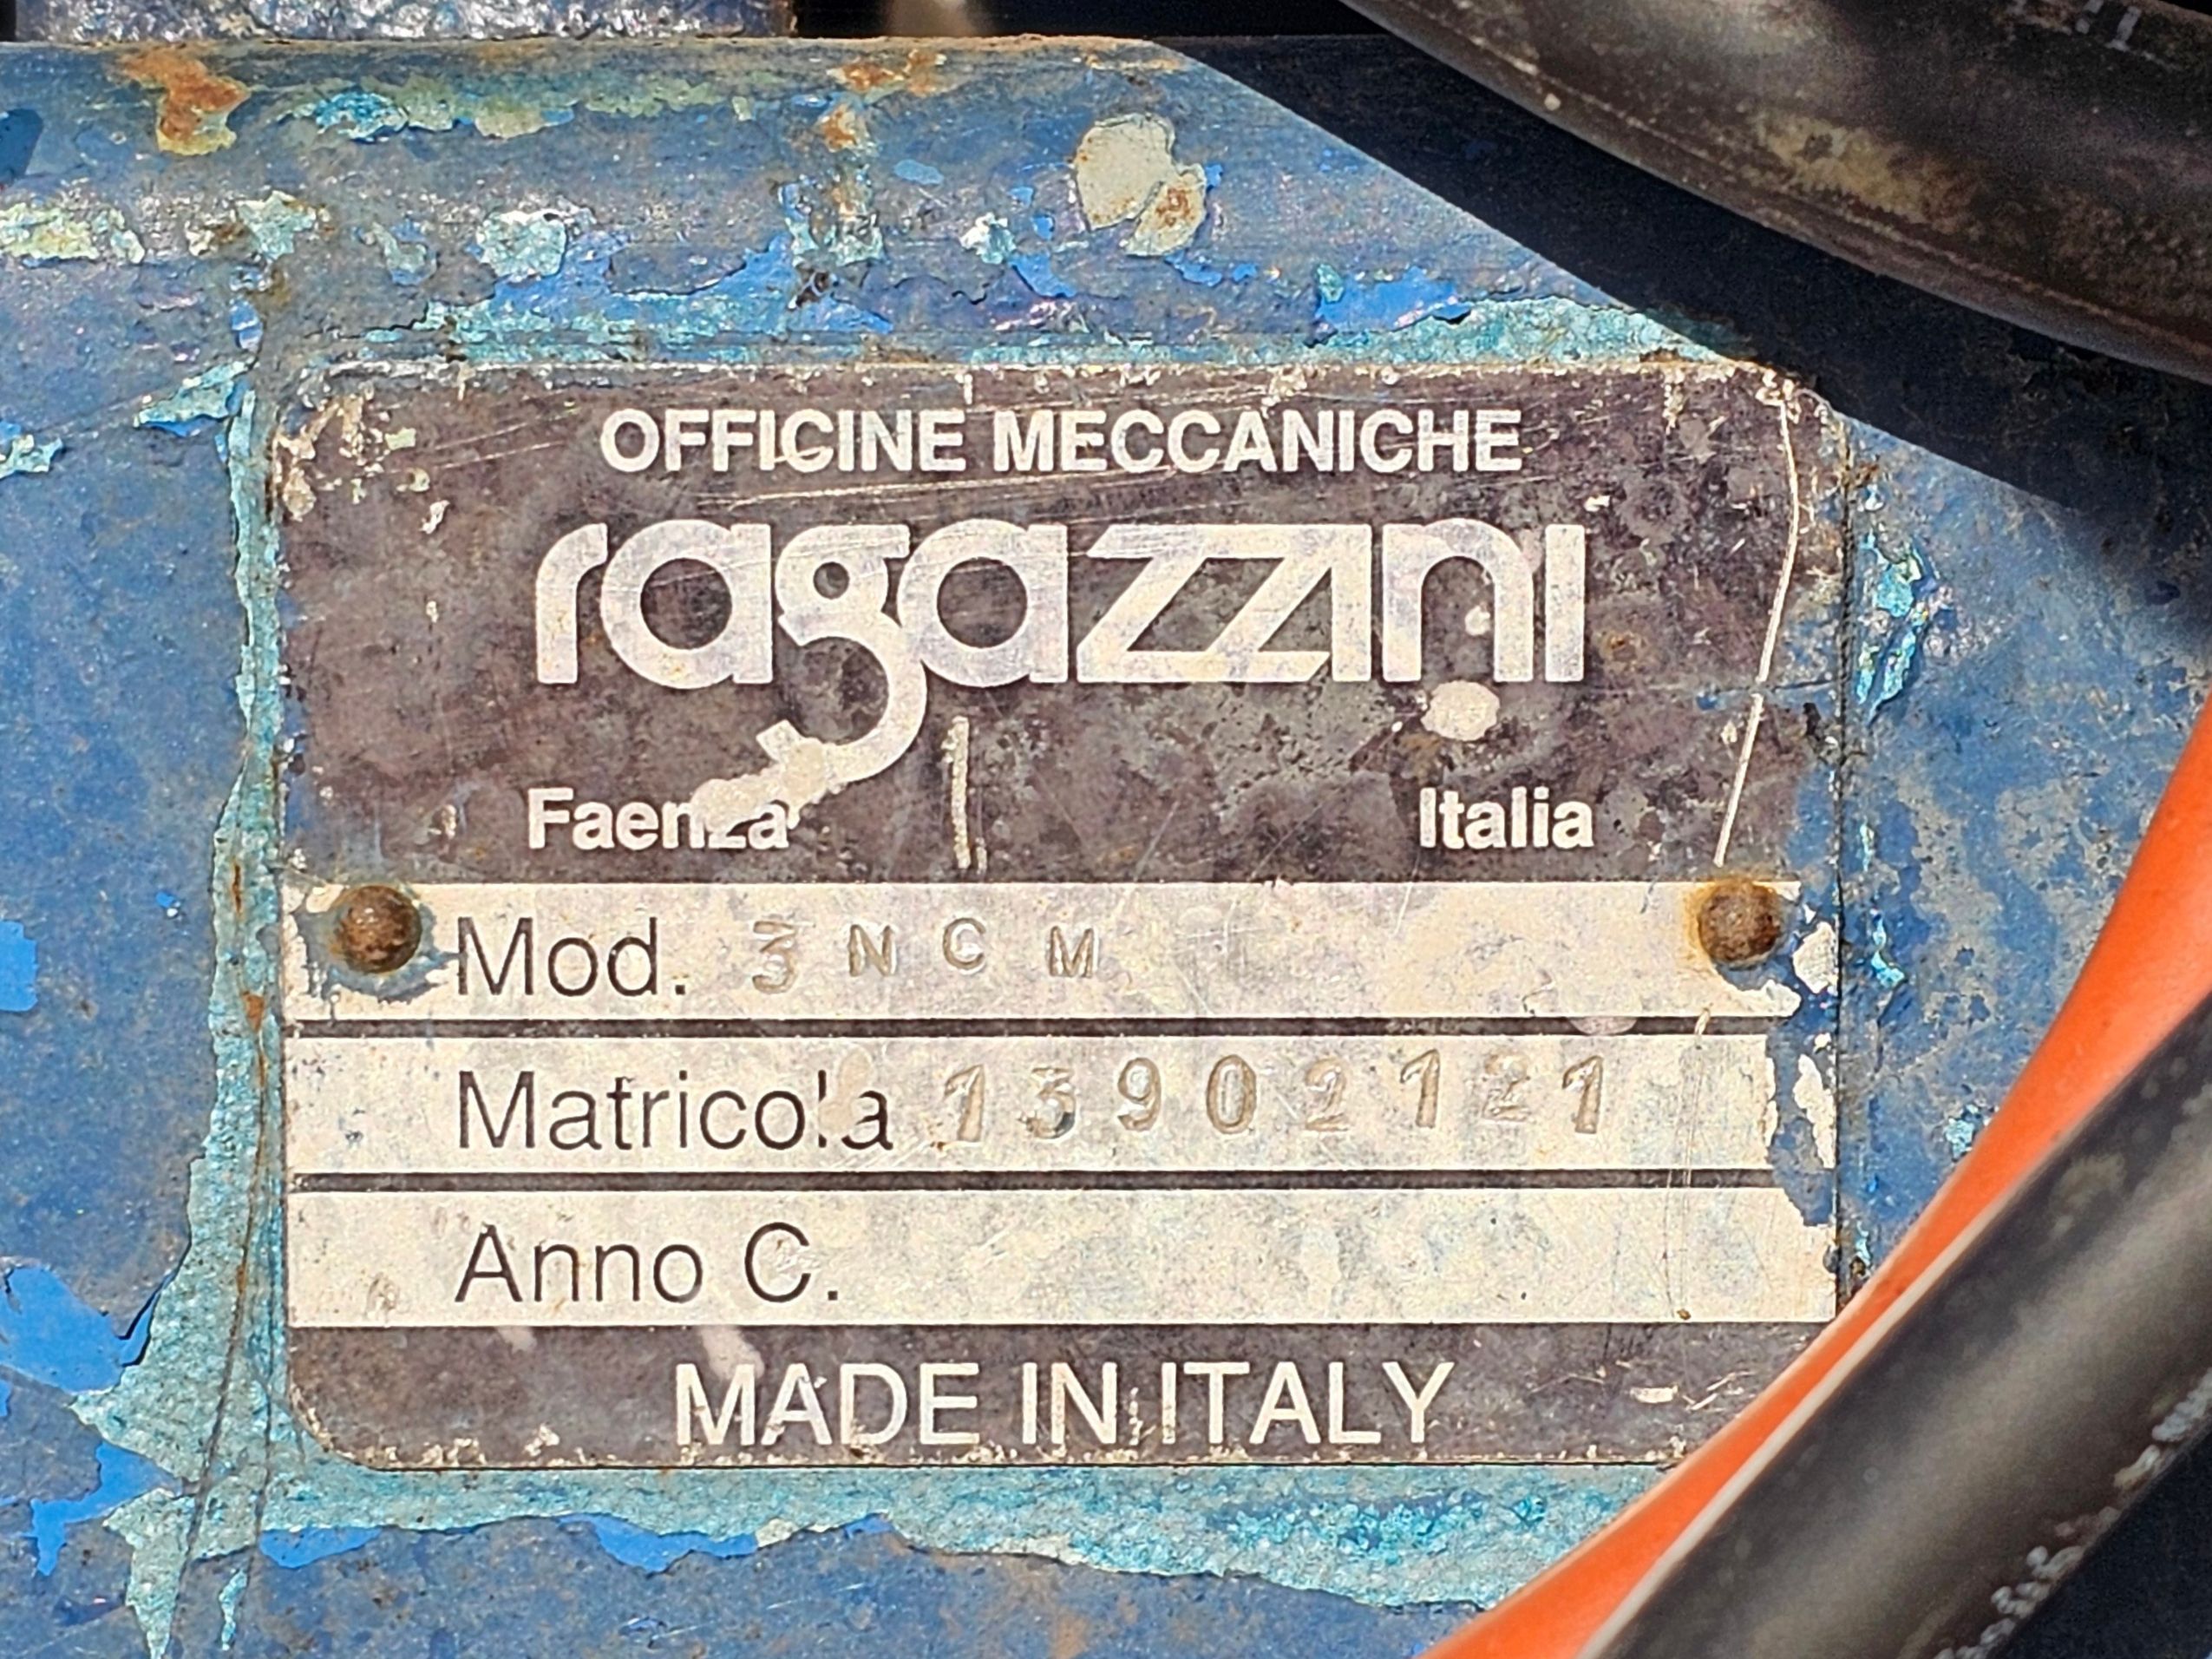 OFFICINE MECCANICHE
ragazzini
Faenza Italia
Mod. 3 N C M
Matricola 13902121
Anno C.
MADE IN ITALY